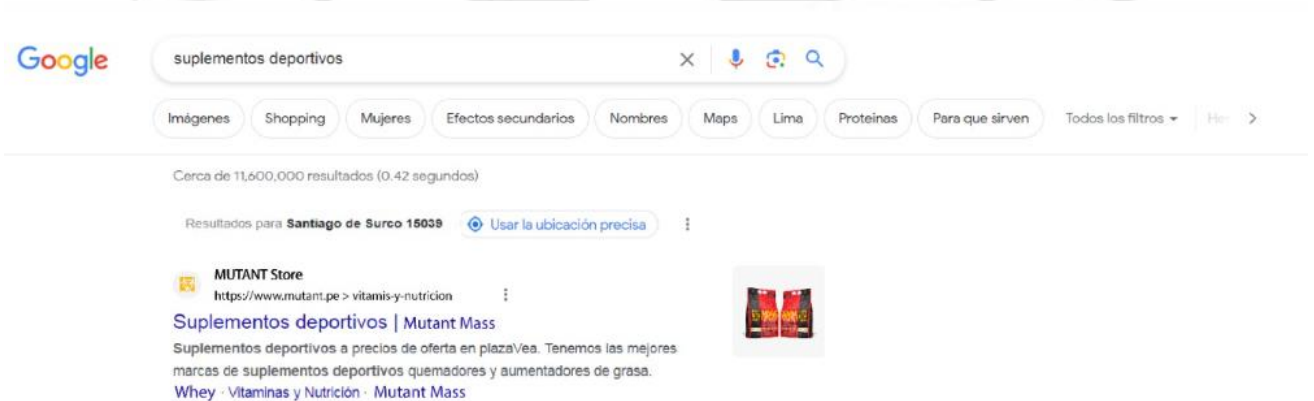 Google suplementos deportivos
Imágenes Shopping Mujeres Efectos secundarios Nombres Maps Lima Proteinas Para que sirven Todos los filtros
Cerca de 11,600,000 resultados (0.42 segundos)
Resultados para Santiago de Surco 15039 Usar la ubicación precisa
MUTANT Store
https://www.mutant.pe > vitamis-y-nutricion
Suplementos deportivos | Mutant Mass
Suplementos deportivos a precios de oferta en plazaVea. Tenemos las mejores
marcas de suplementos deportivos quemadores y aumentadores de grasa.
Whey · Vitaminas y Nutrición · Mutant Mass